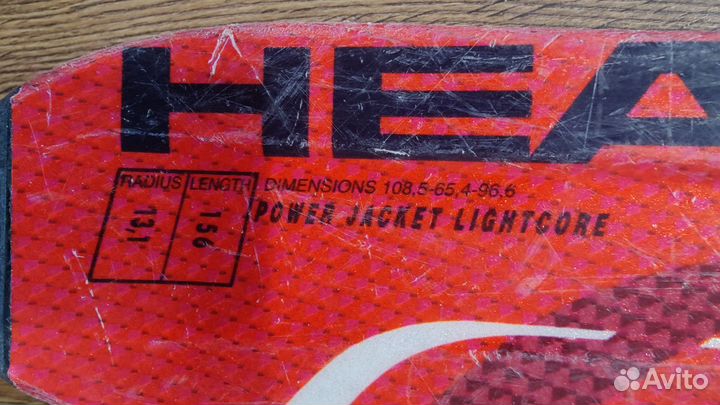 HEA
RADIUS LENGTH DIMENSIONS 108,5-65,4-96,6
13,1 156 POWER JACKET LIGHTCORE
Avito